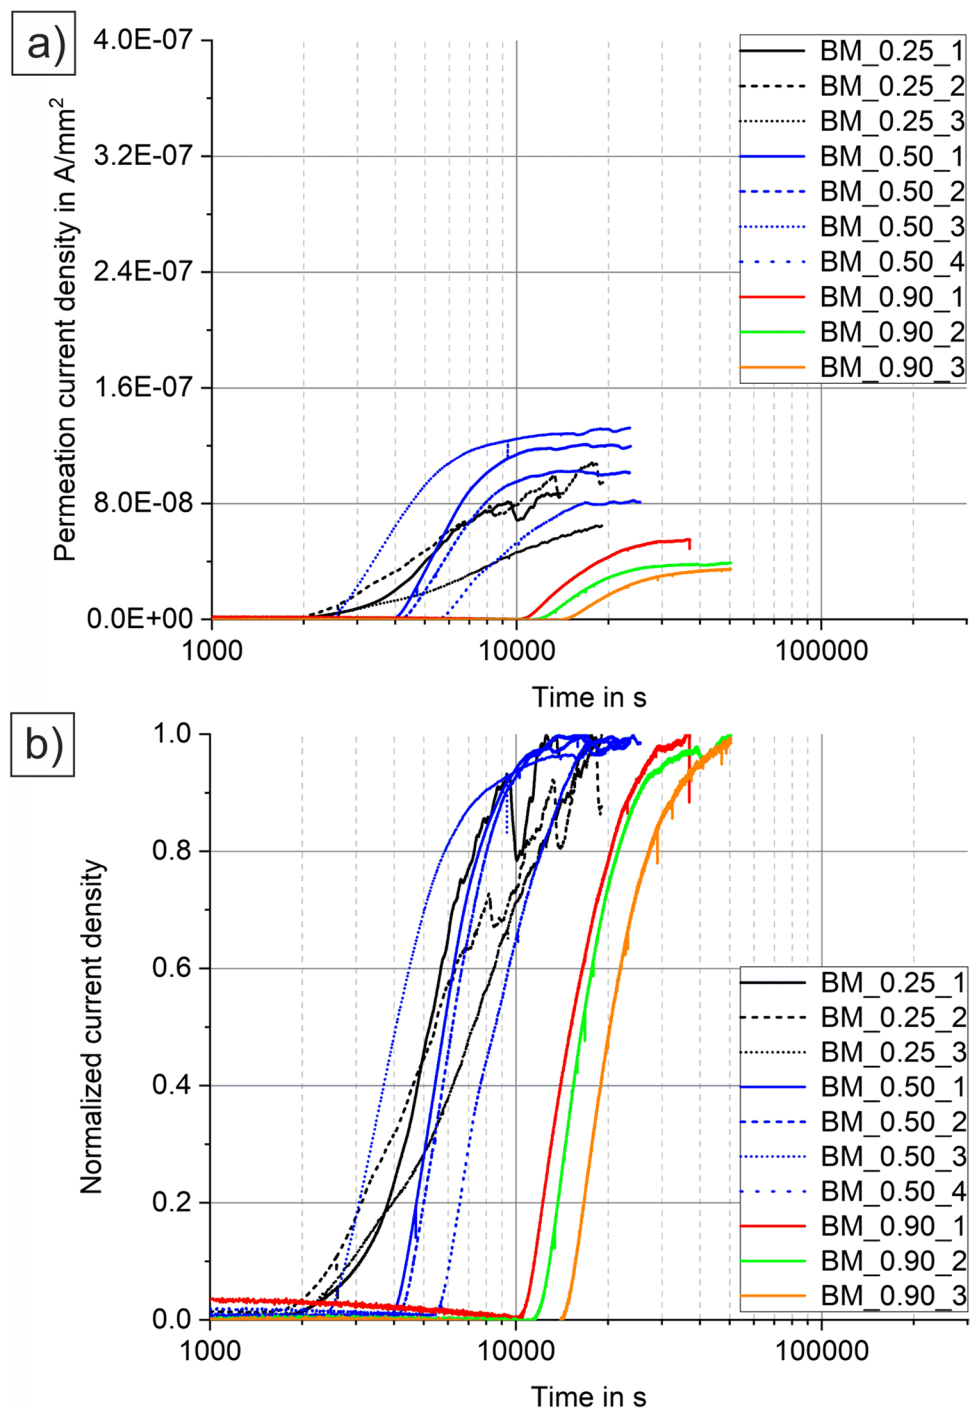 a)
4.0E-07
3.2E-07
2.4E-07
1.6E-07
8.0E-08
0.0E+00
Permeation current density in A/mm²
BM_0.25_1
BM_0.25_2
BM_0.25_3
BM_0.50_1
BM_0.50_2
BM_0.50_3
BM_0.50_4
BM_0.90_1
BM_0.90_2
BM_0.90_3
1000 10000 100000
Time in s
b)
1.0
0.8
0.6
0.4
0.2
0.0
Normalized current density
BM_0.25_1
BM_0.25_2
BM_0.25_3
BM_0.50_1
BM_0.50_2
BM_0.50_3
BM_0.50_4
BM_0.90_1
BM_0.90_2
BM_0.90_3
1000 10000 100000
Time in s